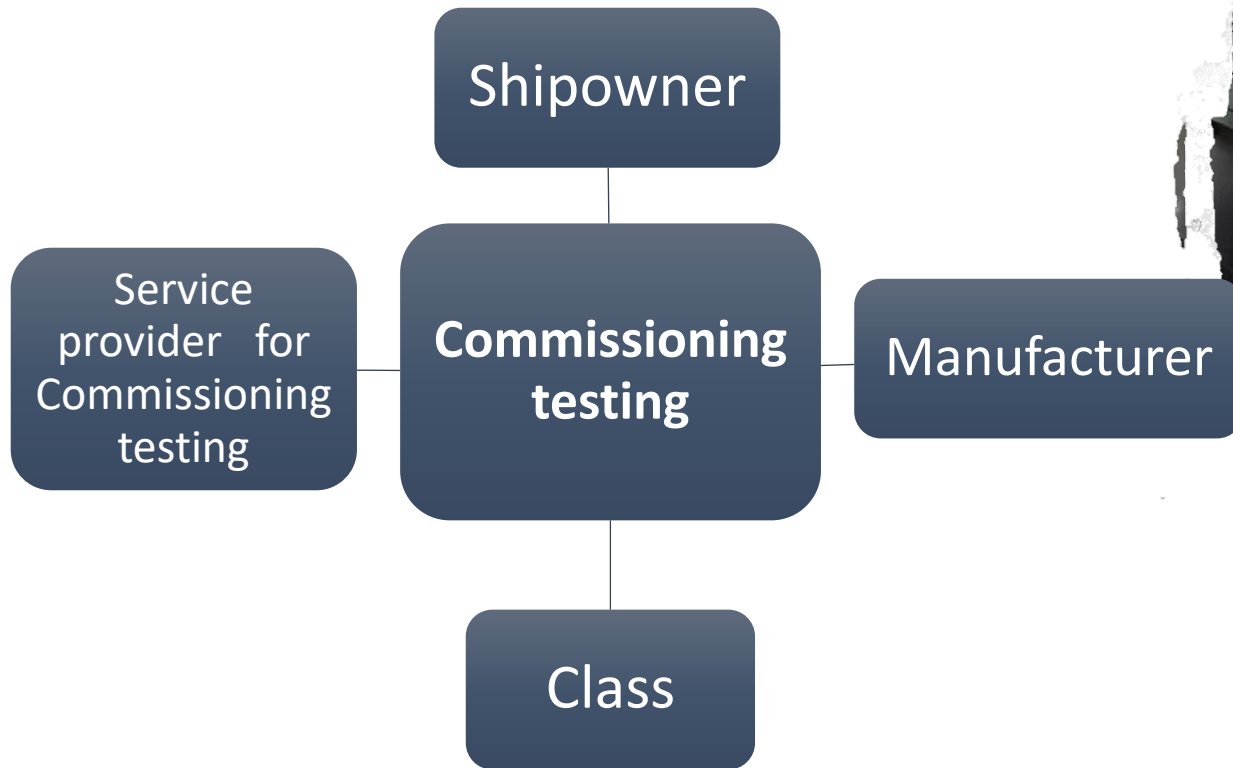 Shipowner
Service
provider for
Commissioning
testing
Commissioning
testing
Manufacturer
Class